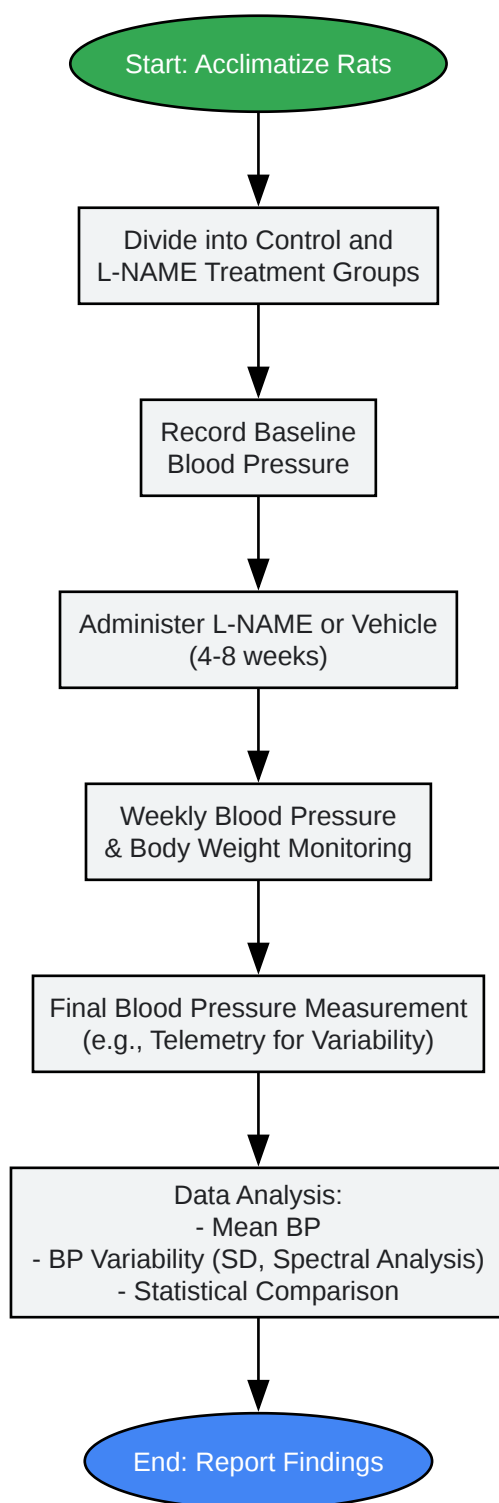 Start: Acclimatize Rats
Divide into Control and
L-NAME Treatment Groups
Record Baseline
Blood Pressure
Administer L-NAME or Vehicle
(4-8 weeks)
Weekly Blood Pressure
& Body Weight Monitoring
Final Blood Pressure Measurement
(e.g., Telemetry for Variability)
Data Analysis:
- Mean BP
- BP Variability (SD, Spectral Analysis)
- Statistical Comparison
End: Report Findings